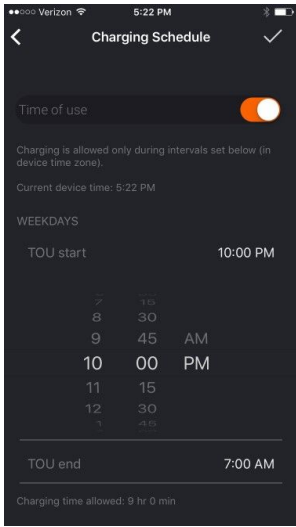 Verizon 5:22 PM
Charging Schedule
Time of use
Charging is allowed only during intervals set below (in
device time zone).
Current device time: 5:22 PM
WEEKDAYS
TOU start 10:00 PM
7 15
8 30
9 45 AM
10 00 PM
11 15
12 30
1 45
TOU end 7:00 AM
Charging time allowed: 9 hr 0 min